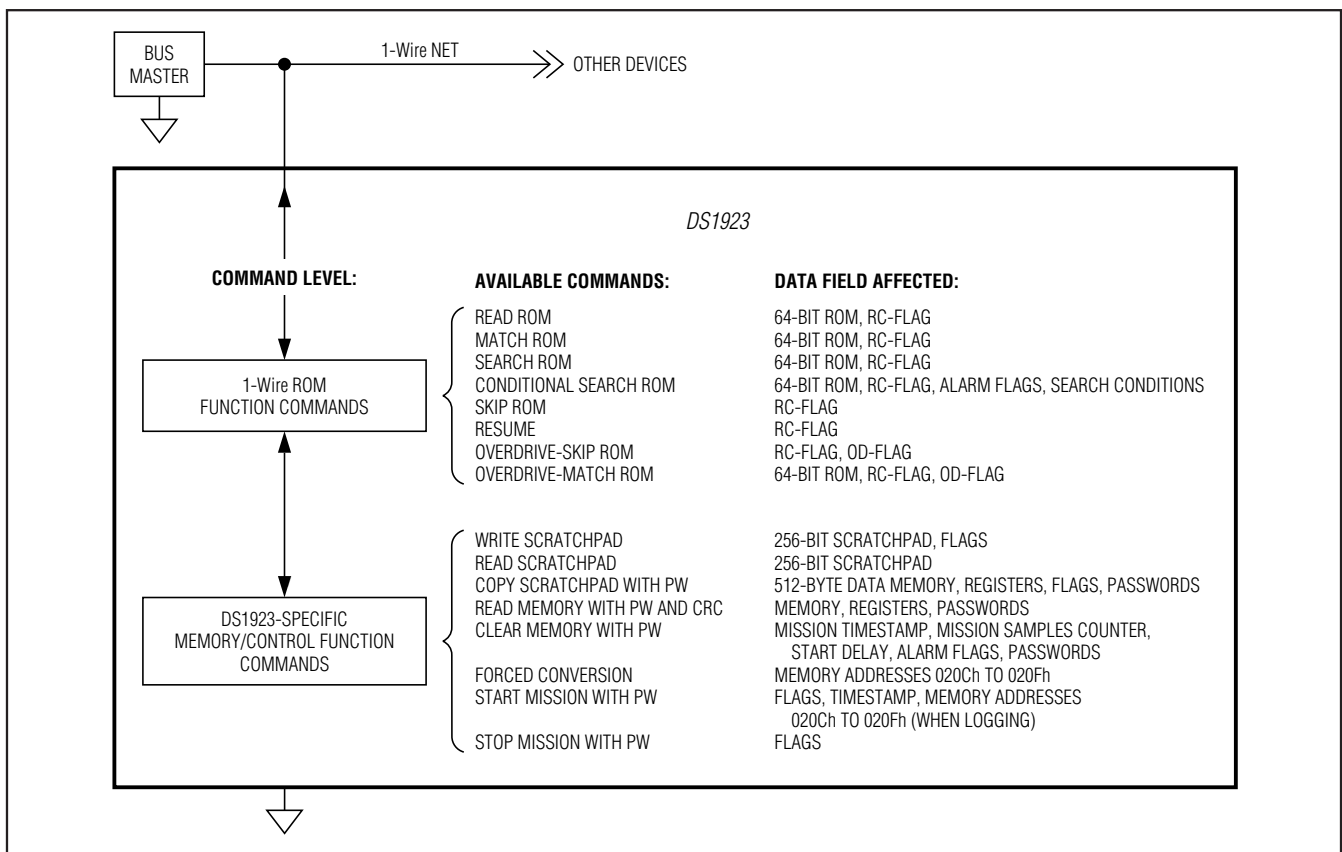 BUS
MASTER
1-Wire NET
OTHER DEVICES
DS1923
COMMAND LEVEL: AVAILABLE COMMANDS: DATA FIELD AFFECTED:
1-Wire ROM
FUNCTION COMMANDS
READ ROM 64-BIT ROM, RC-FLAG
MATCH ROM 64-BIT ROM, RC-FLAG
SEARCH ROM 64-BIT ROM, RC-FLAG
CONDITIONAL SEARCH ROM 64-BIT ROM, RC-FLAG, ALARM FLAGS, SEARCH CONDITIONS
SKIP ROM RC-FLAG
RESUME RC-FLAG
OVERDRIVE-SKIP ROM RC-FLAG, OD-FLAG
OVERDRIVE-MATCH ROM 64-BIT ROM, RC-FLAG, OD-FLAG
DS1923-SPECIFIC
MEMORY/CONTROL FUNCTION
COMMANDS
WRITE SCRATCHPAD 256-BIT SCRATCHPAD, FLAGS
READ SCRATCHPAD 256-BIT SCRATCHPAD
COPY SCRATCHPAD WITH PW 512-BYTE DATA MEMORY, REGISTERS, FLAGS, PASSWORDS
READ MEMORY WITH PW AND CRC MEMORY, REGISTERS, PASSWORDS
CLEAR MEMORY WITH PW MISSION TIMESTAMP, MISSION SAMPLES COUNTER,
START DELAY, ALARM FLAGS, PASSWORDS
FORCED CONVERSION MEMORY ADDRESSES 020Ch TO 020Fh
START MISSION WITH PW FLAGS, TIMESTAMP, MEMORY ADDRESSES
020Ch TO 020Fh (WHEN LOGGING)
STOP MISSION WITH PW FLAGS